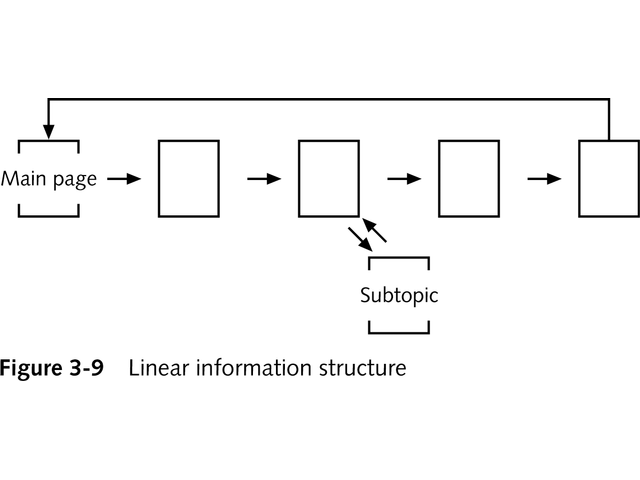 Main page
Subtopic
Figure 3-9 Linear information structure